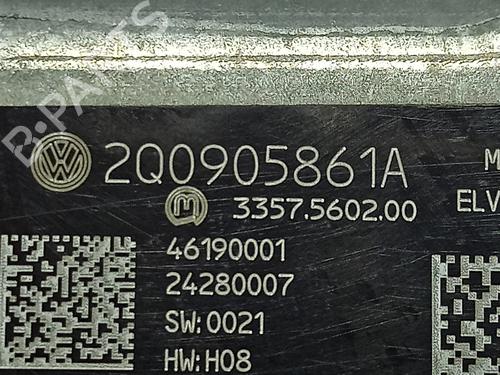 B-PARTS
2Q0905861A
3357.5602.00
46190001
24280007
SW:0021
HW:H08
M
ELV